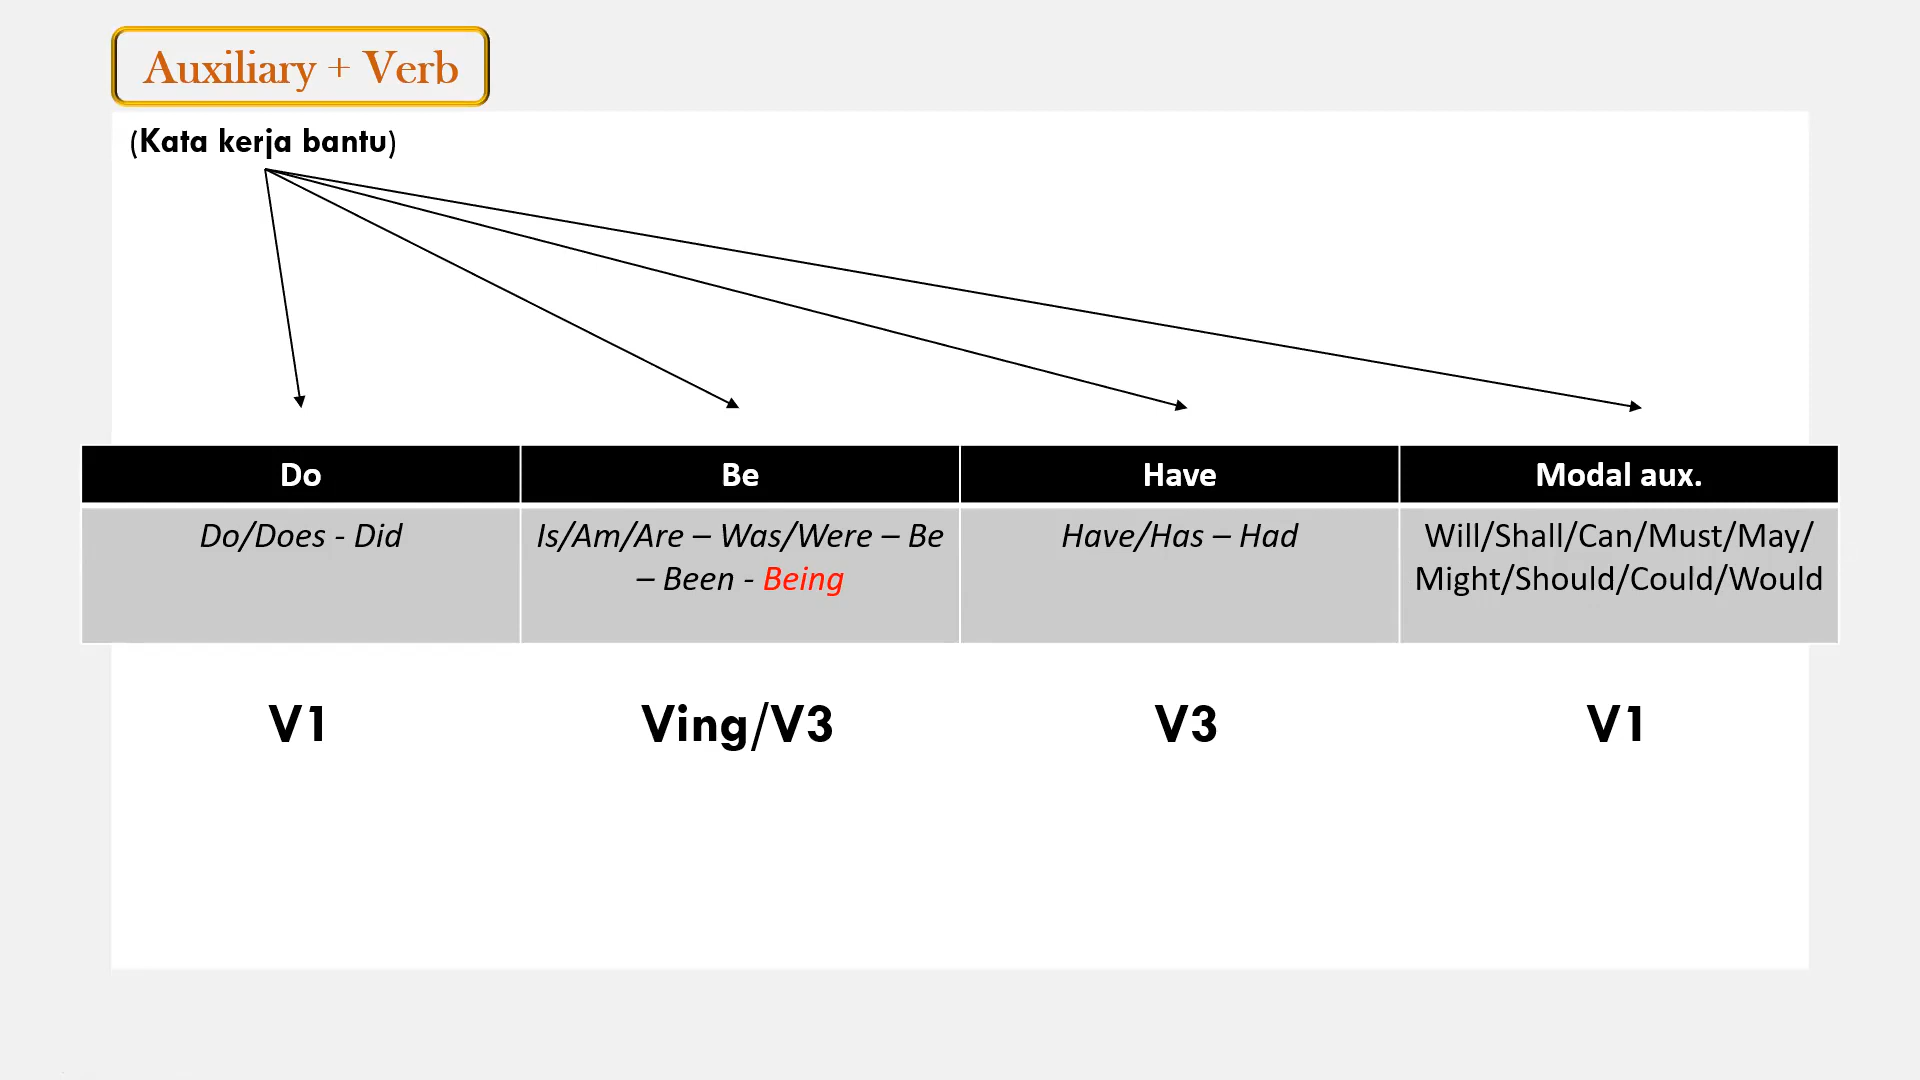 Auxiliary + Verb
(Kata kerja bantu)
Do
Be
Have
Modal aux.
Do/Does - Did
Is/Am/Are – Was/Were – Be
– Been - Being
Have/Has – Had
Will/Shall/Can/Must/May/
Might/Should/Could/Would
V1
Ving/V3
V3
V1